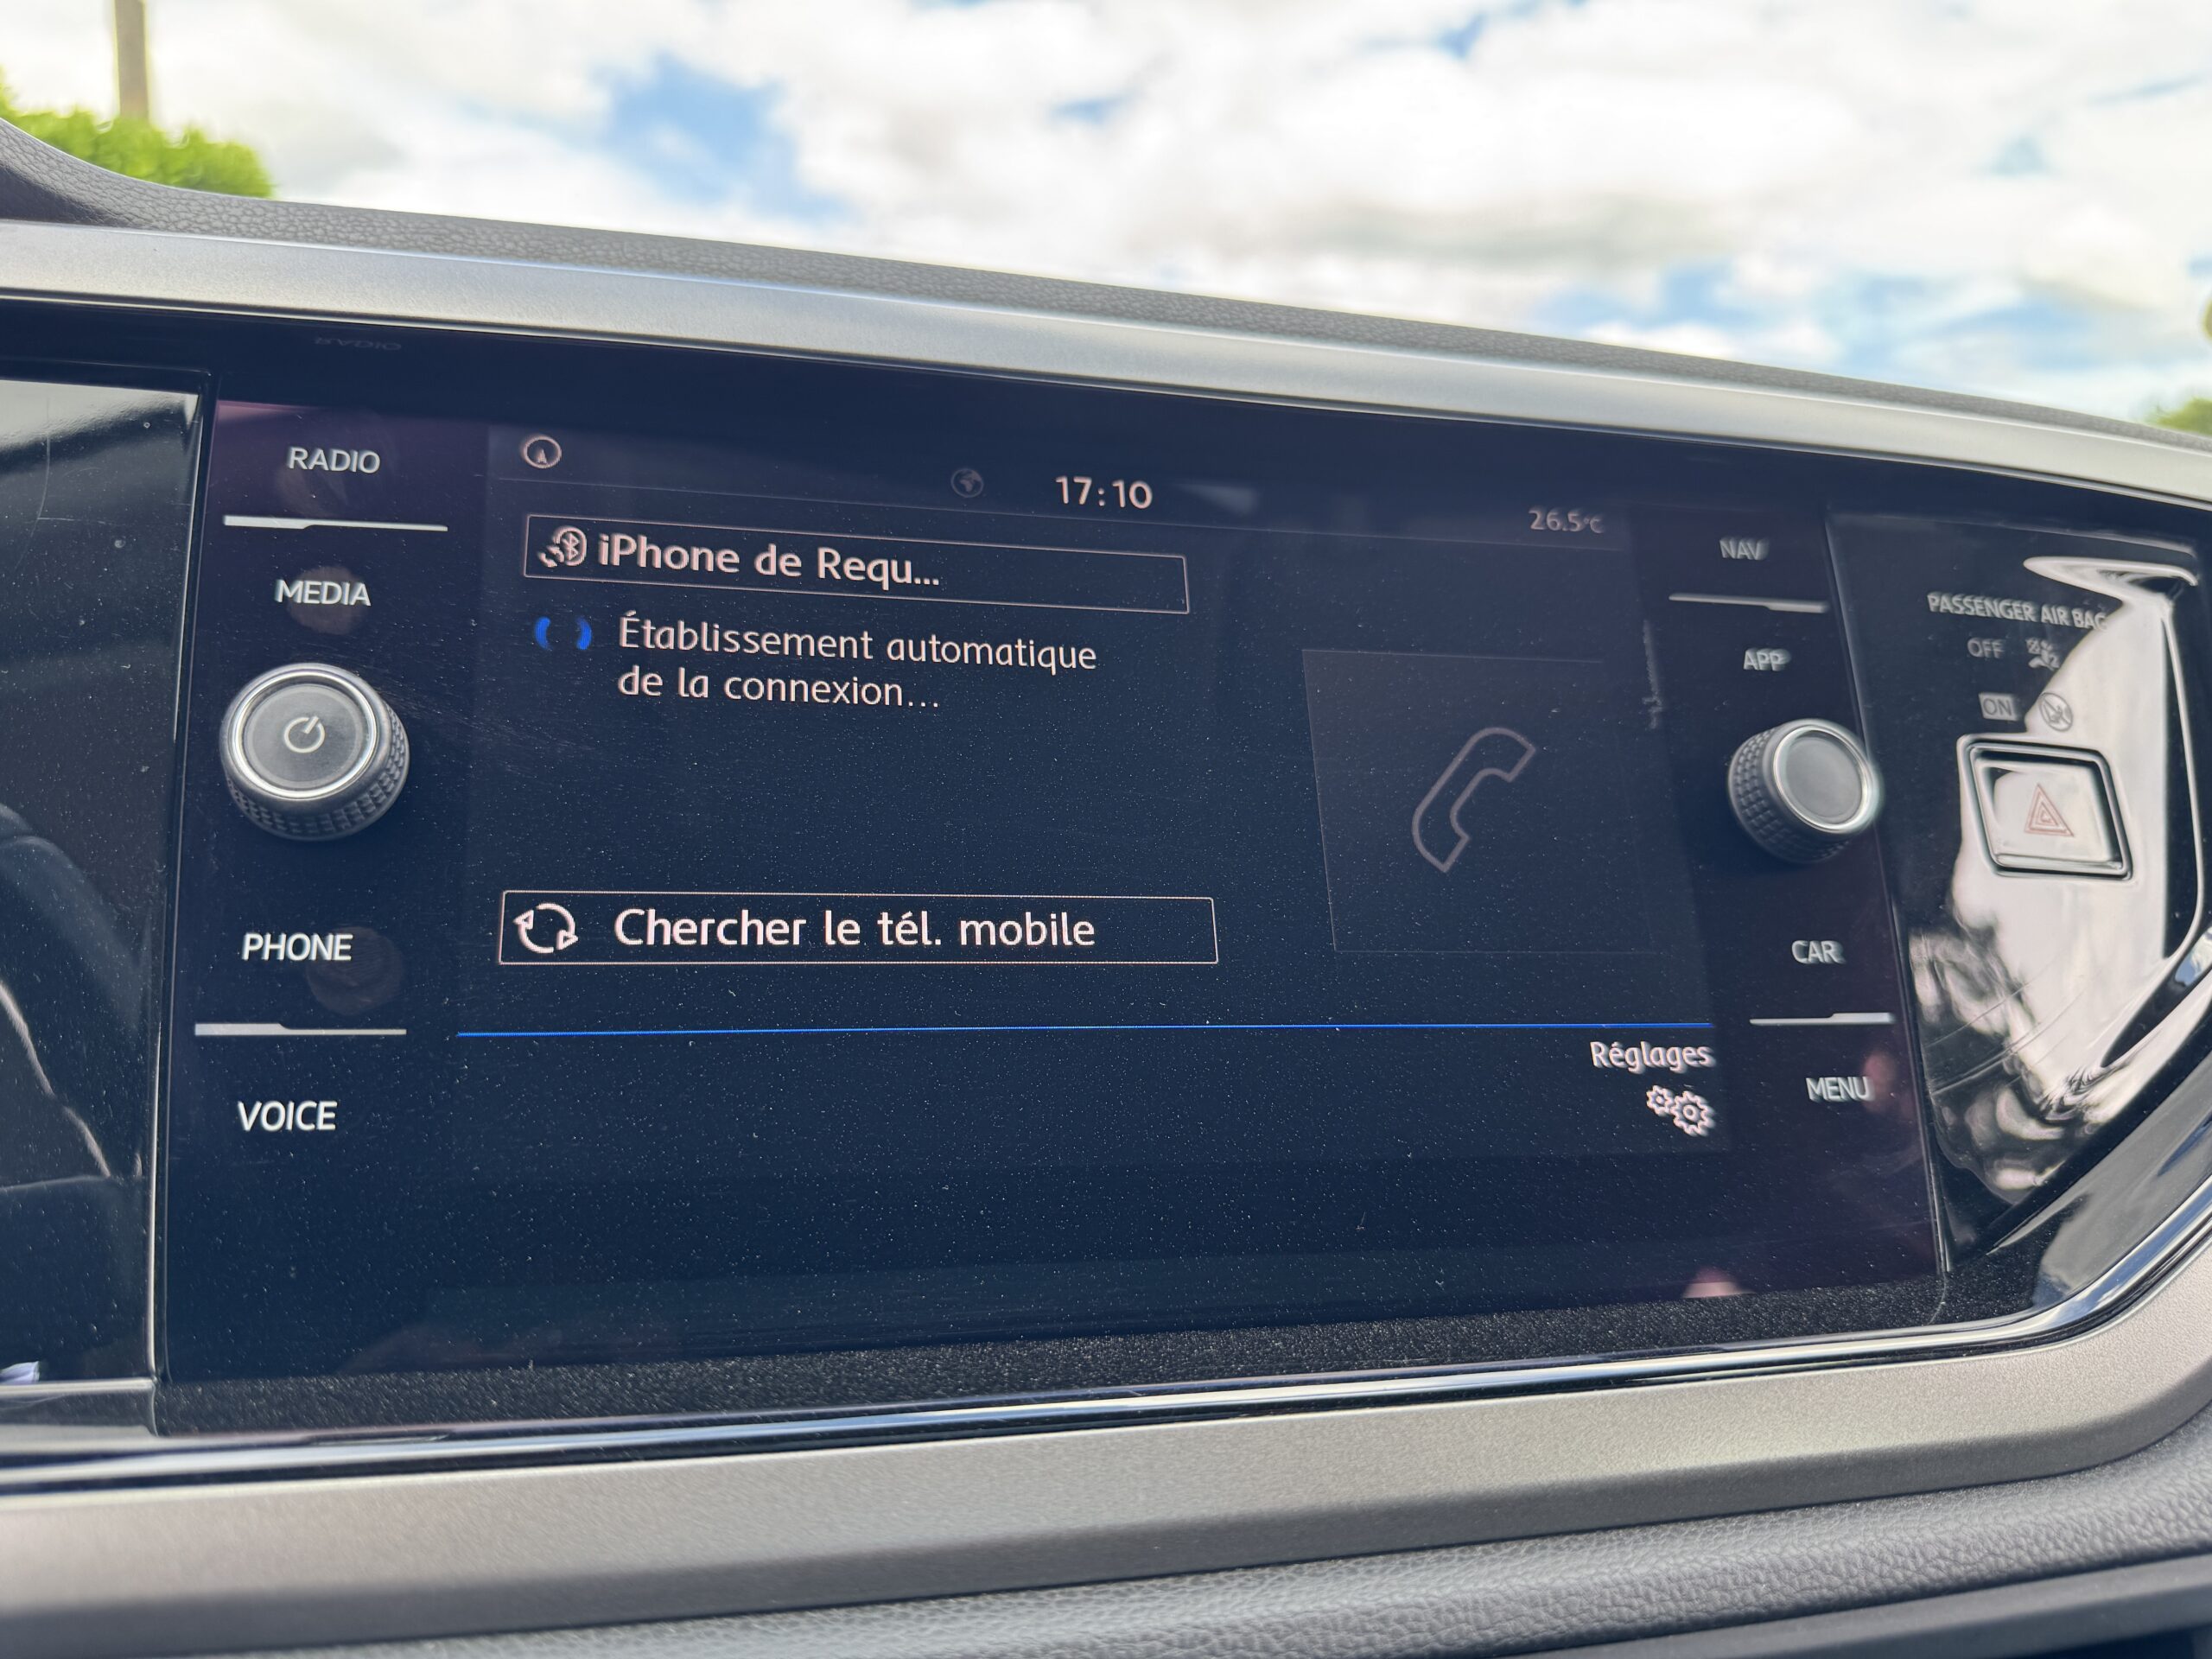 RADIO
MEDIA
PHONE
VOICE
17:10
26.5°C
iPhone de Requ...
Établissement automatique
de la connexion...
Chercher le tél. mobile
Réglages
NAV
APP
CAR
MENU
PASSENGER AIR BAG
OFF
ON